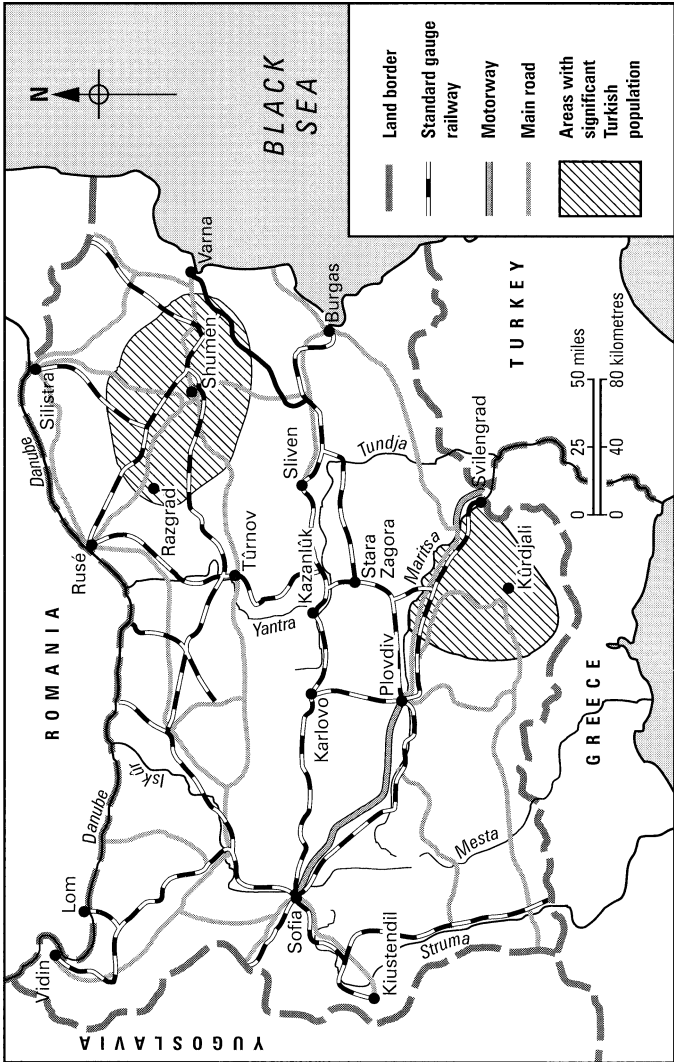 N
BLACK
SEA
ROMANIA
YUGOSLAVIA
GREECE
TURKEY
Vidin
Lom
Danube
Iskŭr
Danube
Rusé
Silistra
Razgrad
Shumen
Varna
Tŭrnov
Yantra
Kazanlŭk
Sliven
Burgas
Sofia
Karlovo
Stara
Zagora
Tundja
Plovdiv
Maritsa
Svilengrad
Kŭrdjali
Kiustendil
Struma
Mesta
0 25 50 miles
0 40 80 kilometres
Land border
Standard gauge
railway
Motorway
Main road
Areas with
significant
Turkish
population